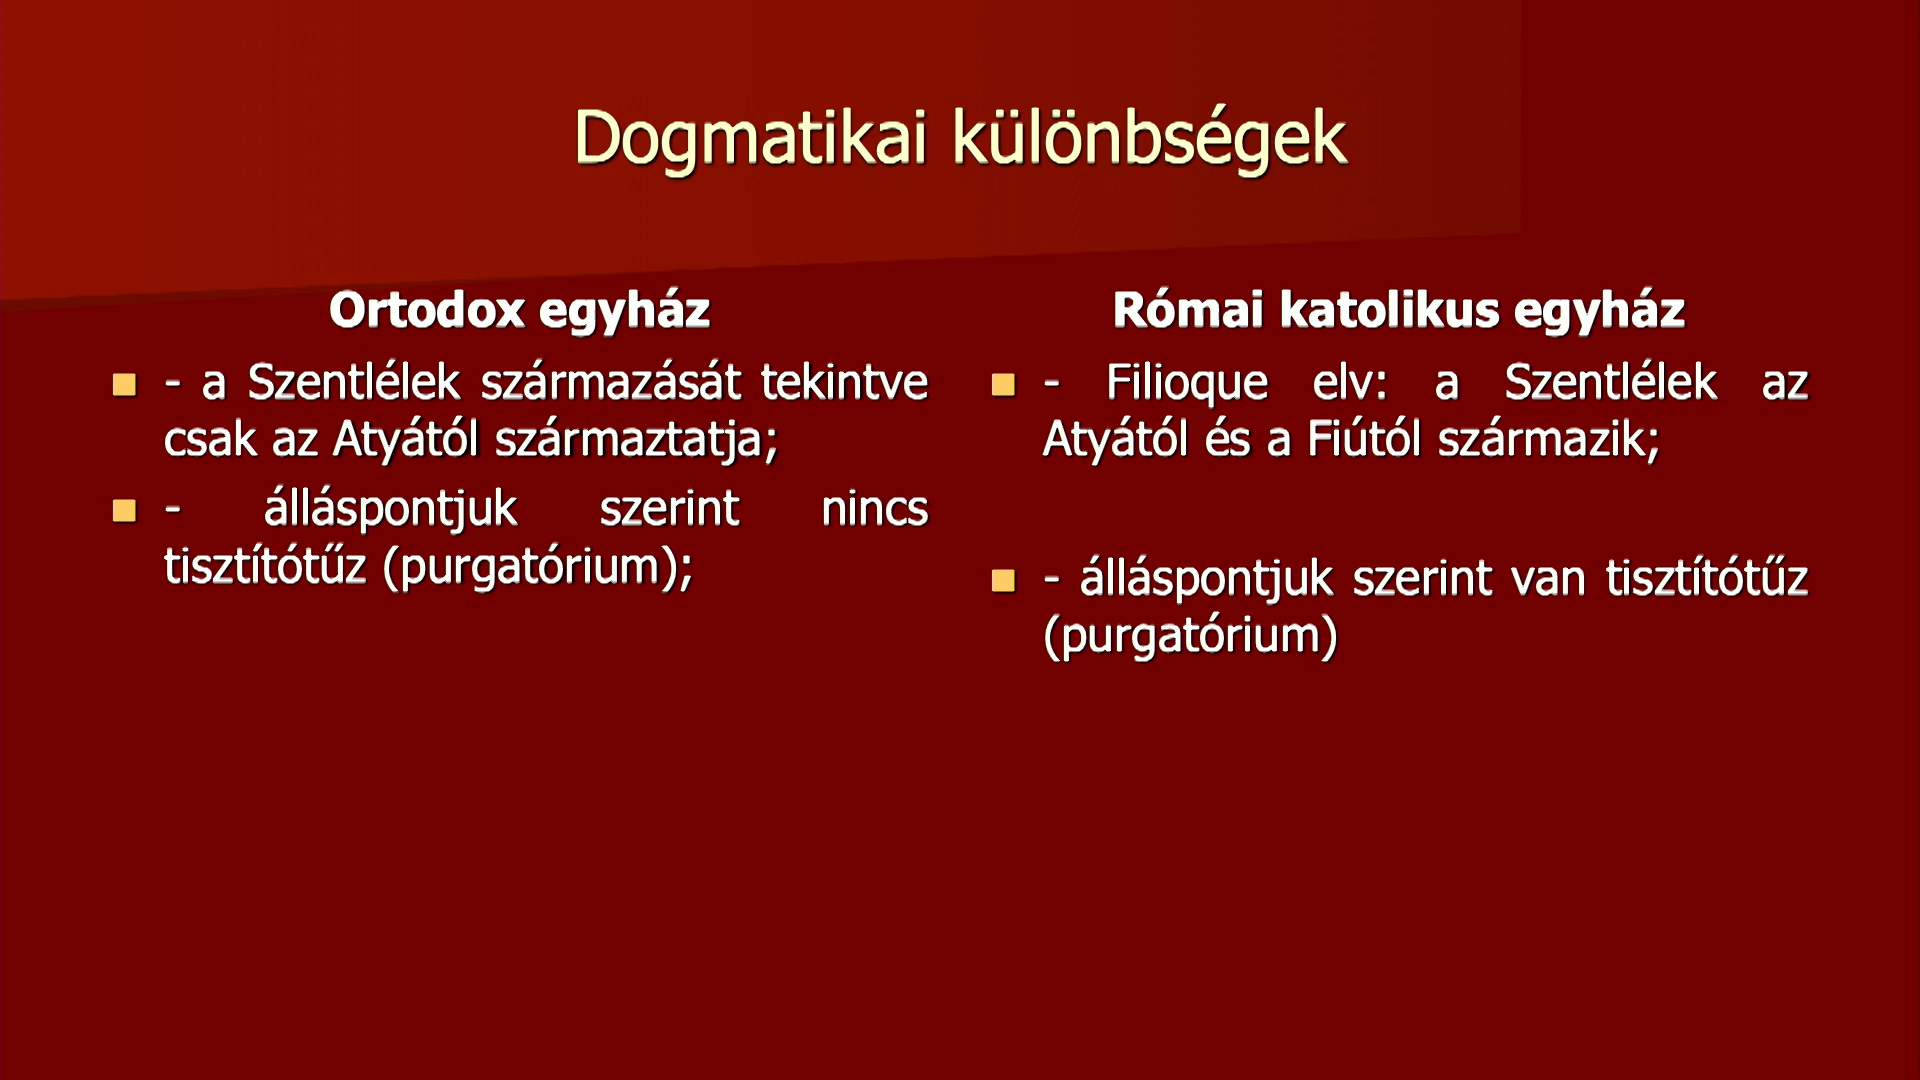 Dogmatikai különbségek
Ortodox egyház
- a Szentlélek származását tekintve
csak az Atyától származtatja;
- álláspontjuk szerint nincs
tisztítótűz (purgatórium);
Római katolikus egyház
- Filioque elv: a Szentlélek az
Atyától és a Fiútól származik;
- álláspontjuk szerint van tisztítótűz
(purgatórium)